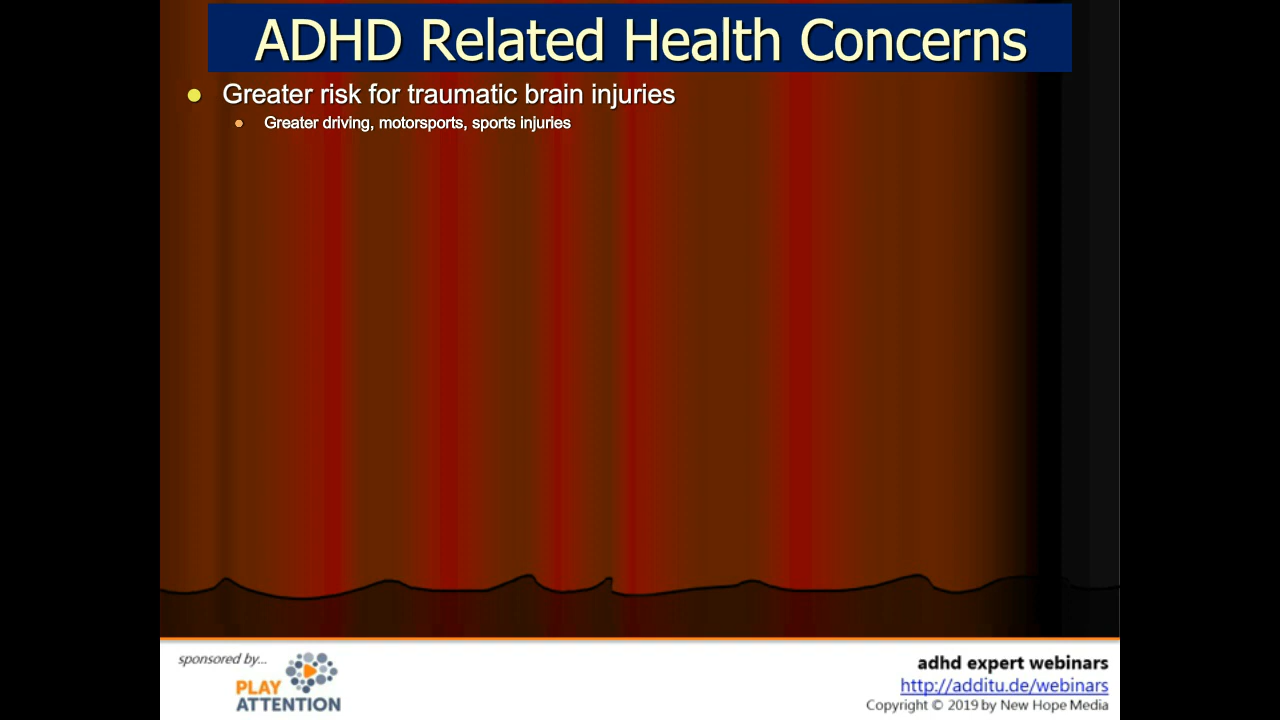 ADHD Related Health Concerns
Greater risk for traumatic brain injuries
Greater driving, motorsports, sports injuries
sponsored by...
PLAY
ATTENTION
adhd expert webinars
http://additu.de/webinars
Copyright © 2019 by New Hope Media